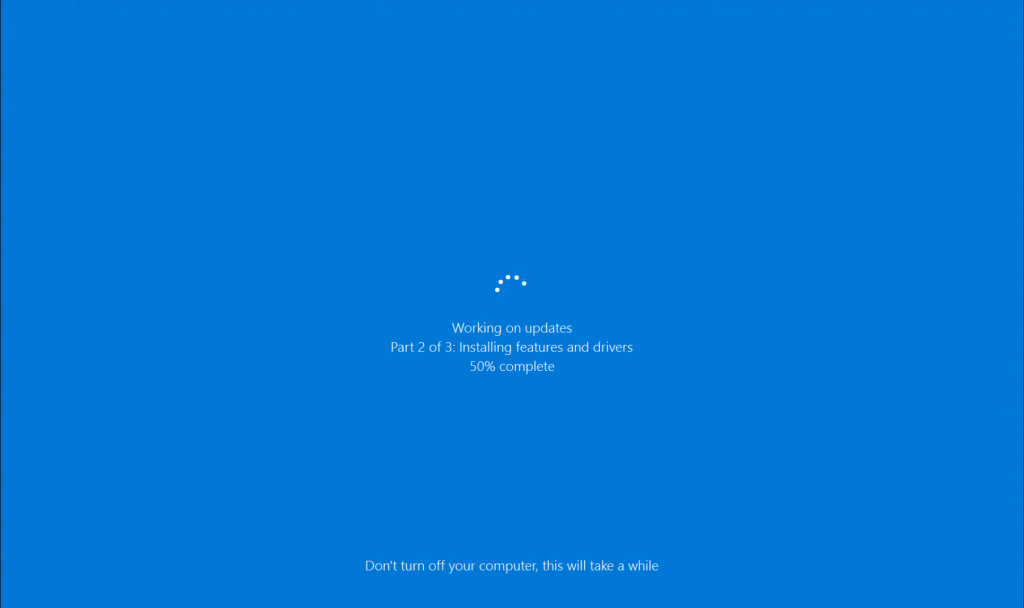 Working on updates
Part 2 of 3: Installing features and drivers
50% complete
Don't turn off your computer, this will take a while